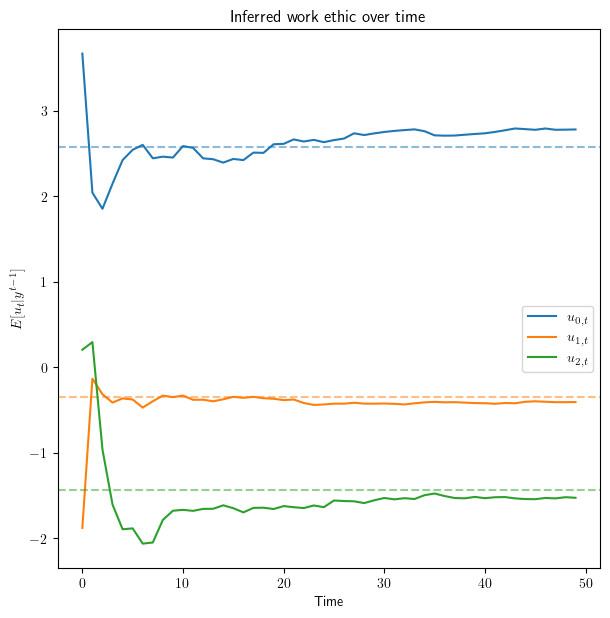 Inferred work ethic over time
E[u_t|y^{t-1}]
3
2
1
0
−1
−2
u_{0,t}
u_{1,t}
u_{2,t}
0
10
20
30
40
50
Time